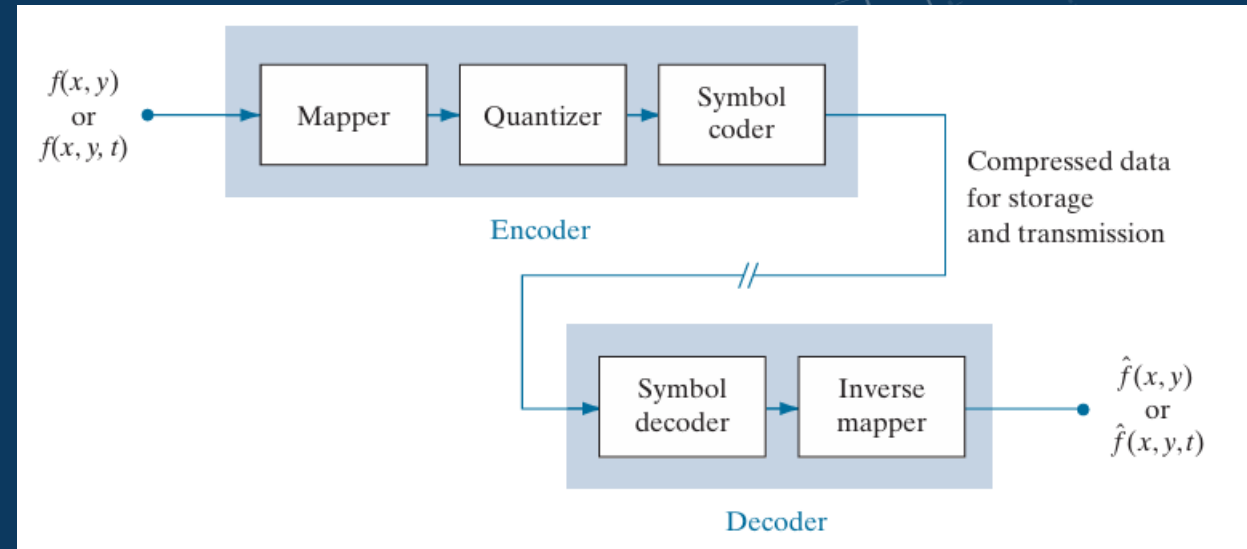 f(x, y)
or
f(x, y, t)
Mapper
Quantizer
Symbol
coder
Encoder
Compressed data
for storage
and transmission
Symbol
decoder
Inverse
mapper
Decoder
f̂(x, y)
or
f̂(x, y, t)